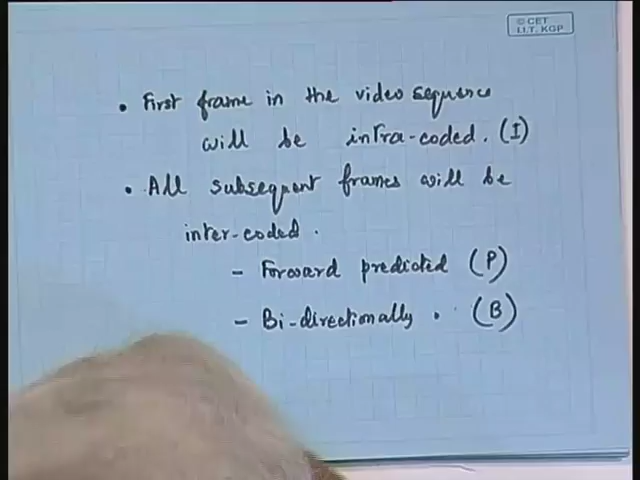 © CET
I.I.T. KGP
• First frame in the video sequence
will be intra-coded. (I)
• All subsequent frames will be
inter-coded.
- Forward predicted (P)
- Bi-directionally . (B)